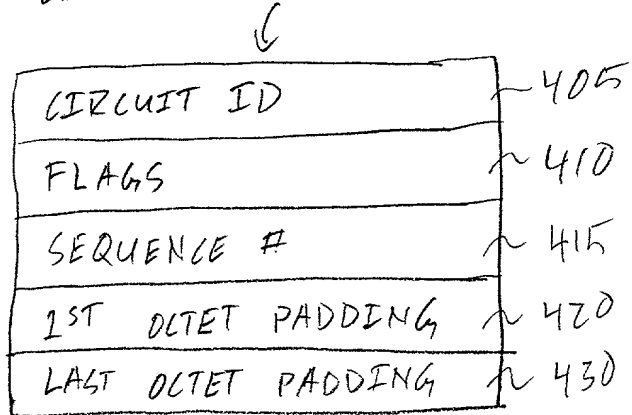 CIRCUIT ID 405
FLAGS 410
SEQUENCE # 415
1ST OCTET PADDING 420
LAST OCTET PADDING 430